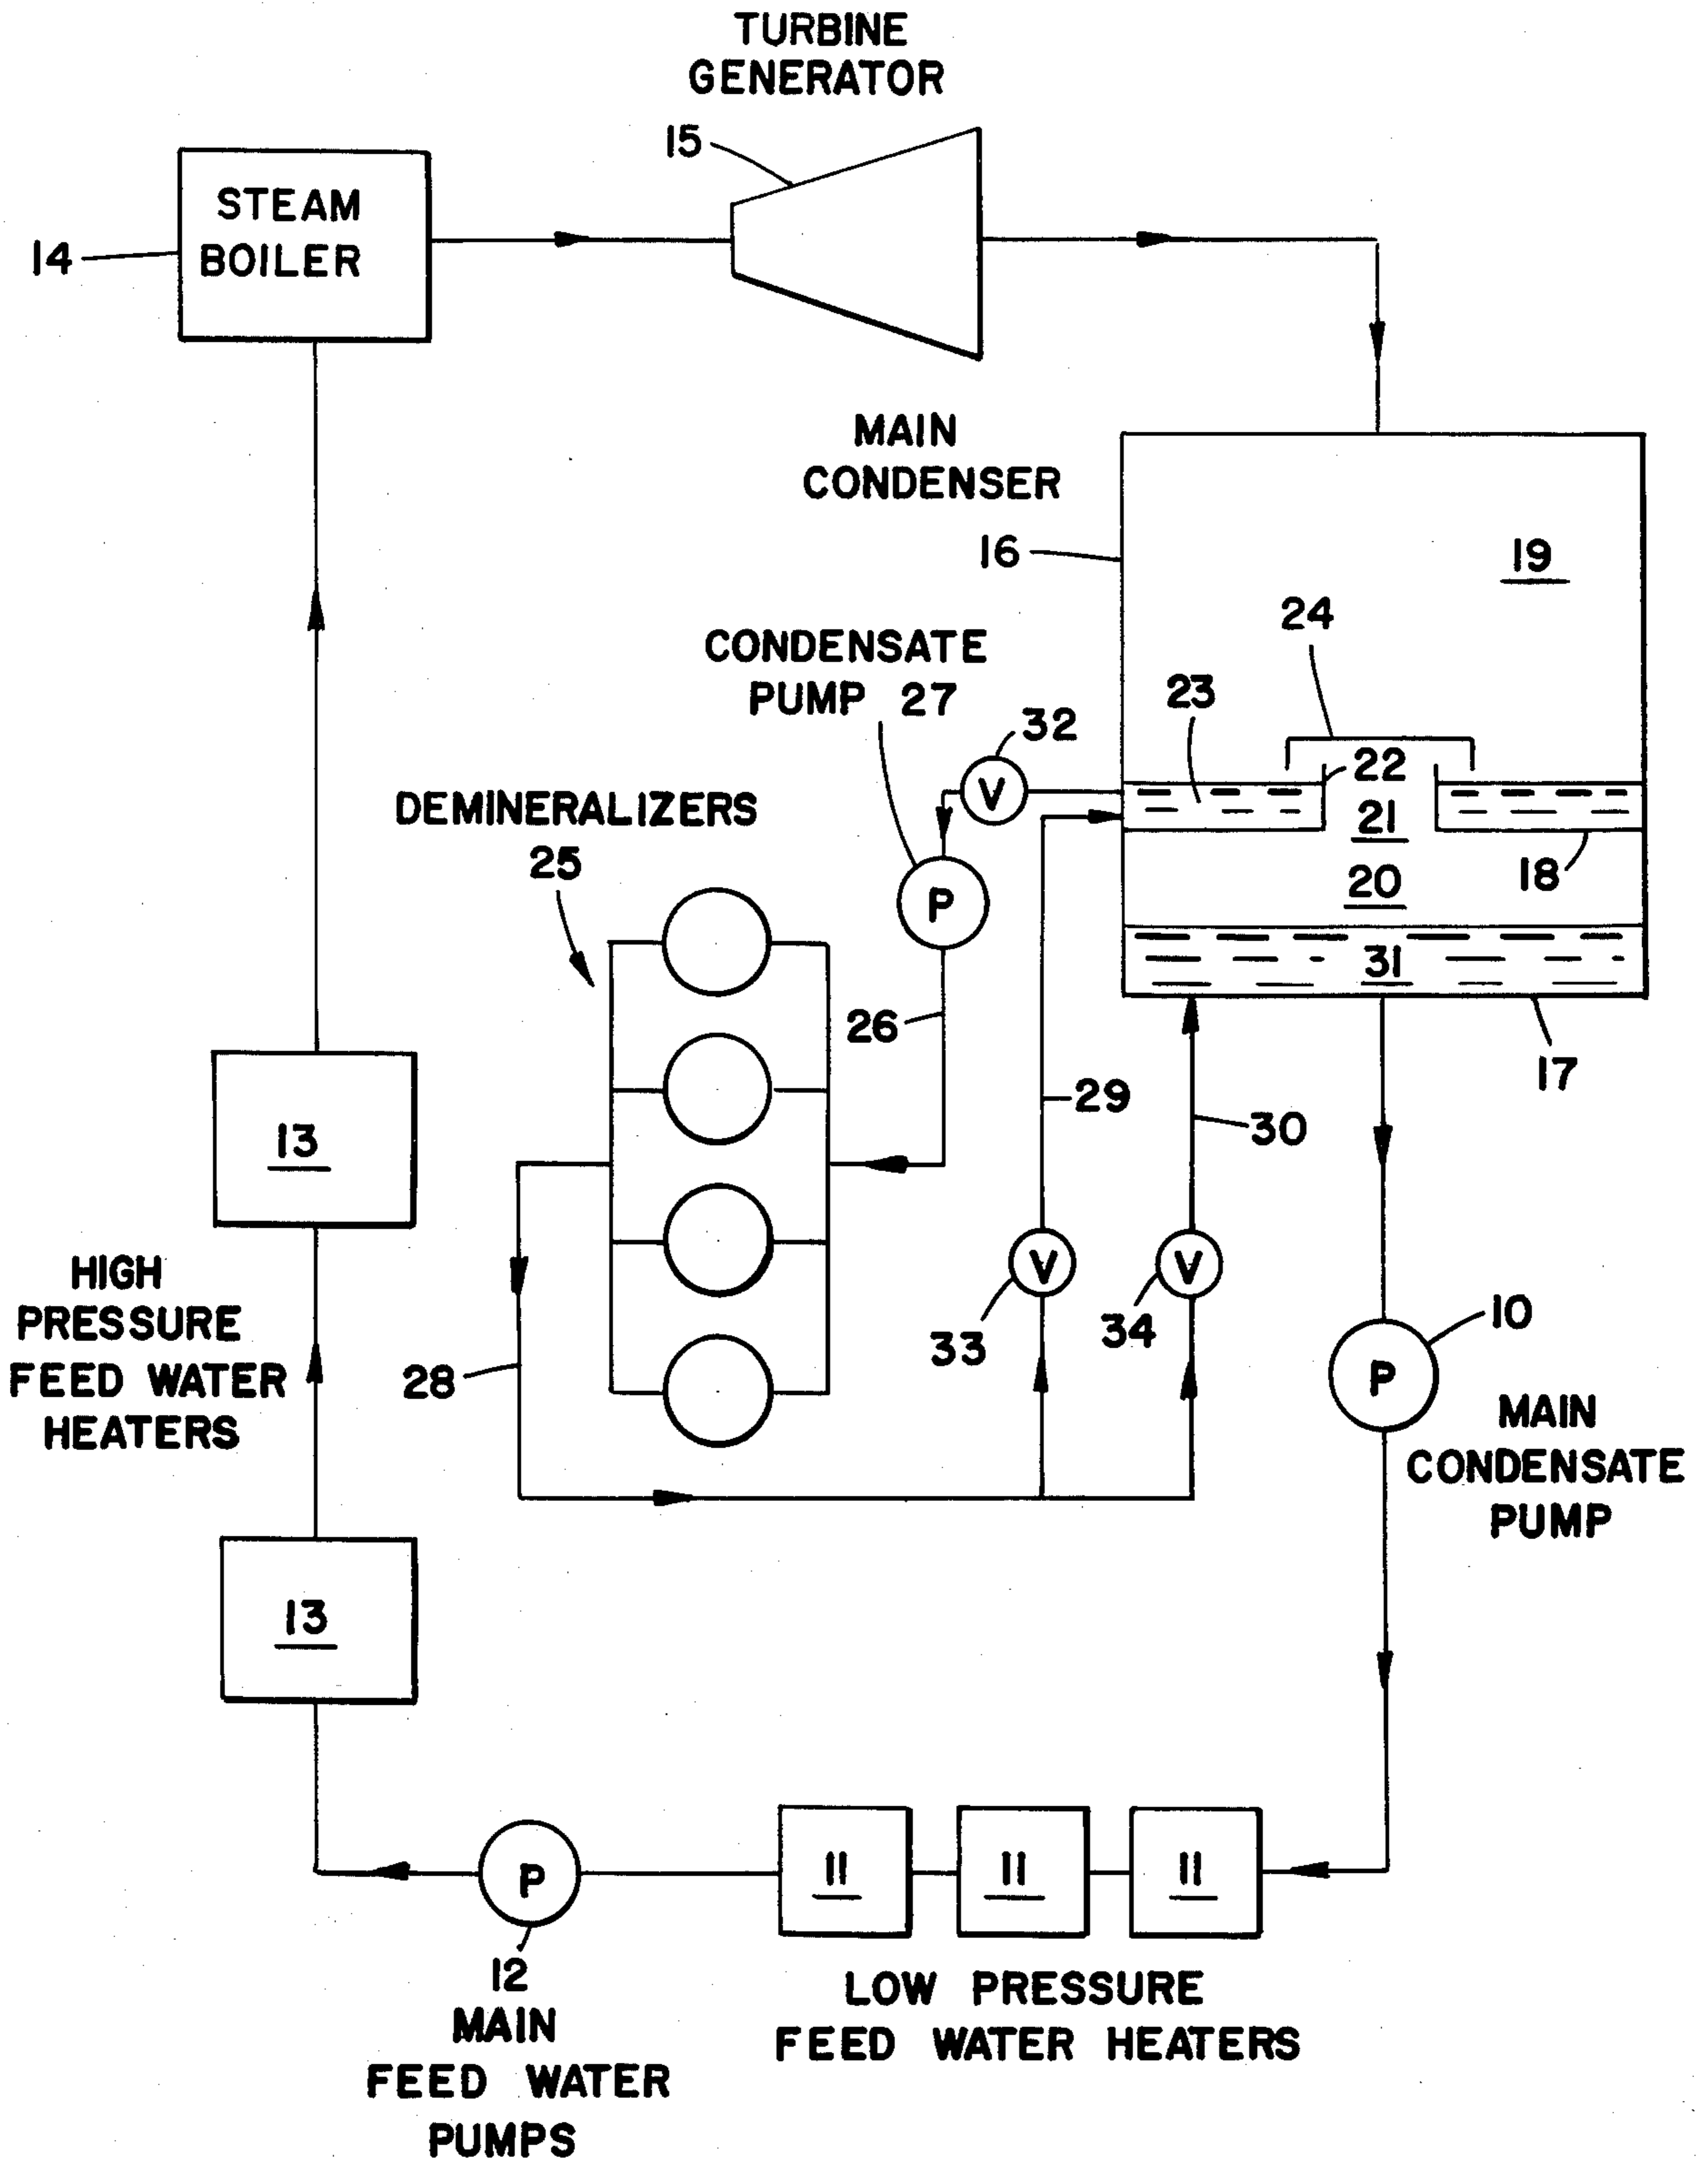 TURBINE
GENERATOR
15
STEAM
BOILER
14
MAIN
CONDENSER
16
19
24
CONDENSATE
PUMP 27
23
32
V
22
21
DEMINERALIZERS
25
P
20
18
31
26
17
29
30
13
V
V
33
34
10
HIGH
PRESSURE
FEED WATER
HEATERS
28
P
MAIN
CONDENSATE
PUMP
13
P
11
11
11
12
MAIN
FEED WATER
PUMPS
LOW PRESSURE
FEED WATER HEATERS